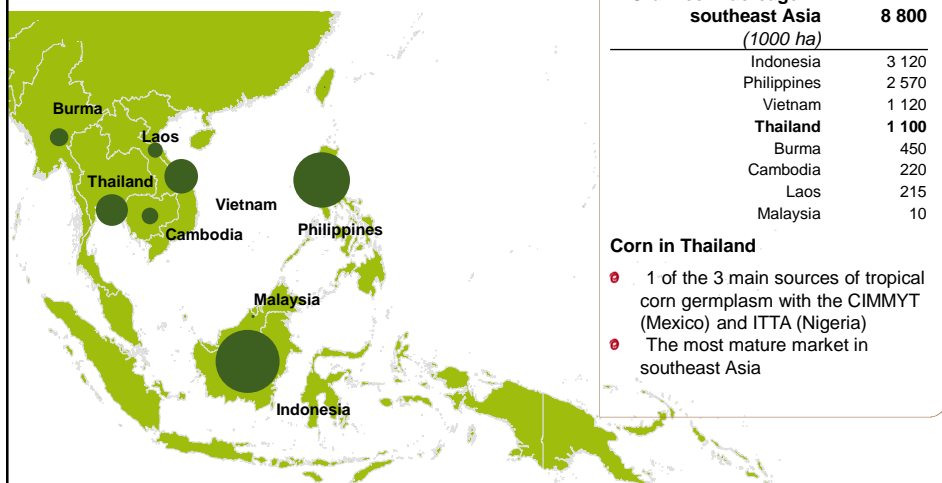 southeast Asia 8 800
(1000 ha)
Indonesia 3 120
Philippines 2 570
Vietnam 1 120
Thailand 1 100
Burma 450
Cambodia 220
Laos 215
Malaysia 10
Corn in Thailand
1 of the 3 main sources of tropical
corn germplasm with the CIMMYT
(Mexico) and ITTA (Nigeria)
The most mature market in
southeast Asia
Burma
Laos
Thailand
Vietnam
Cambodia
Philippines
Malaysia
Indonesia